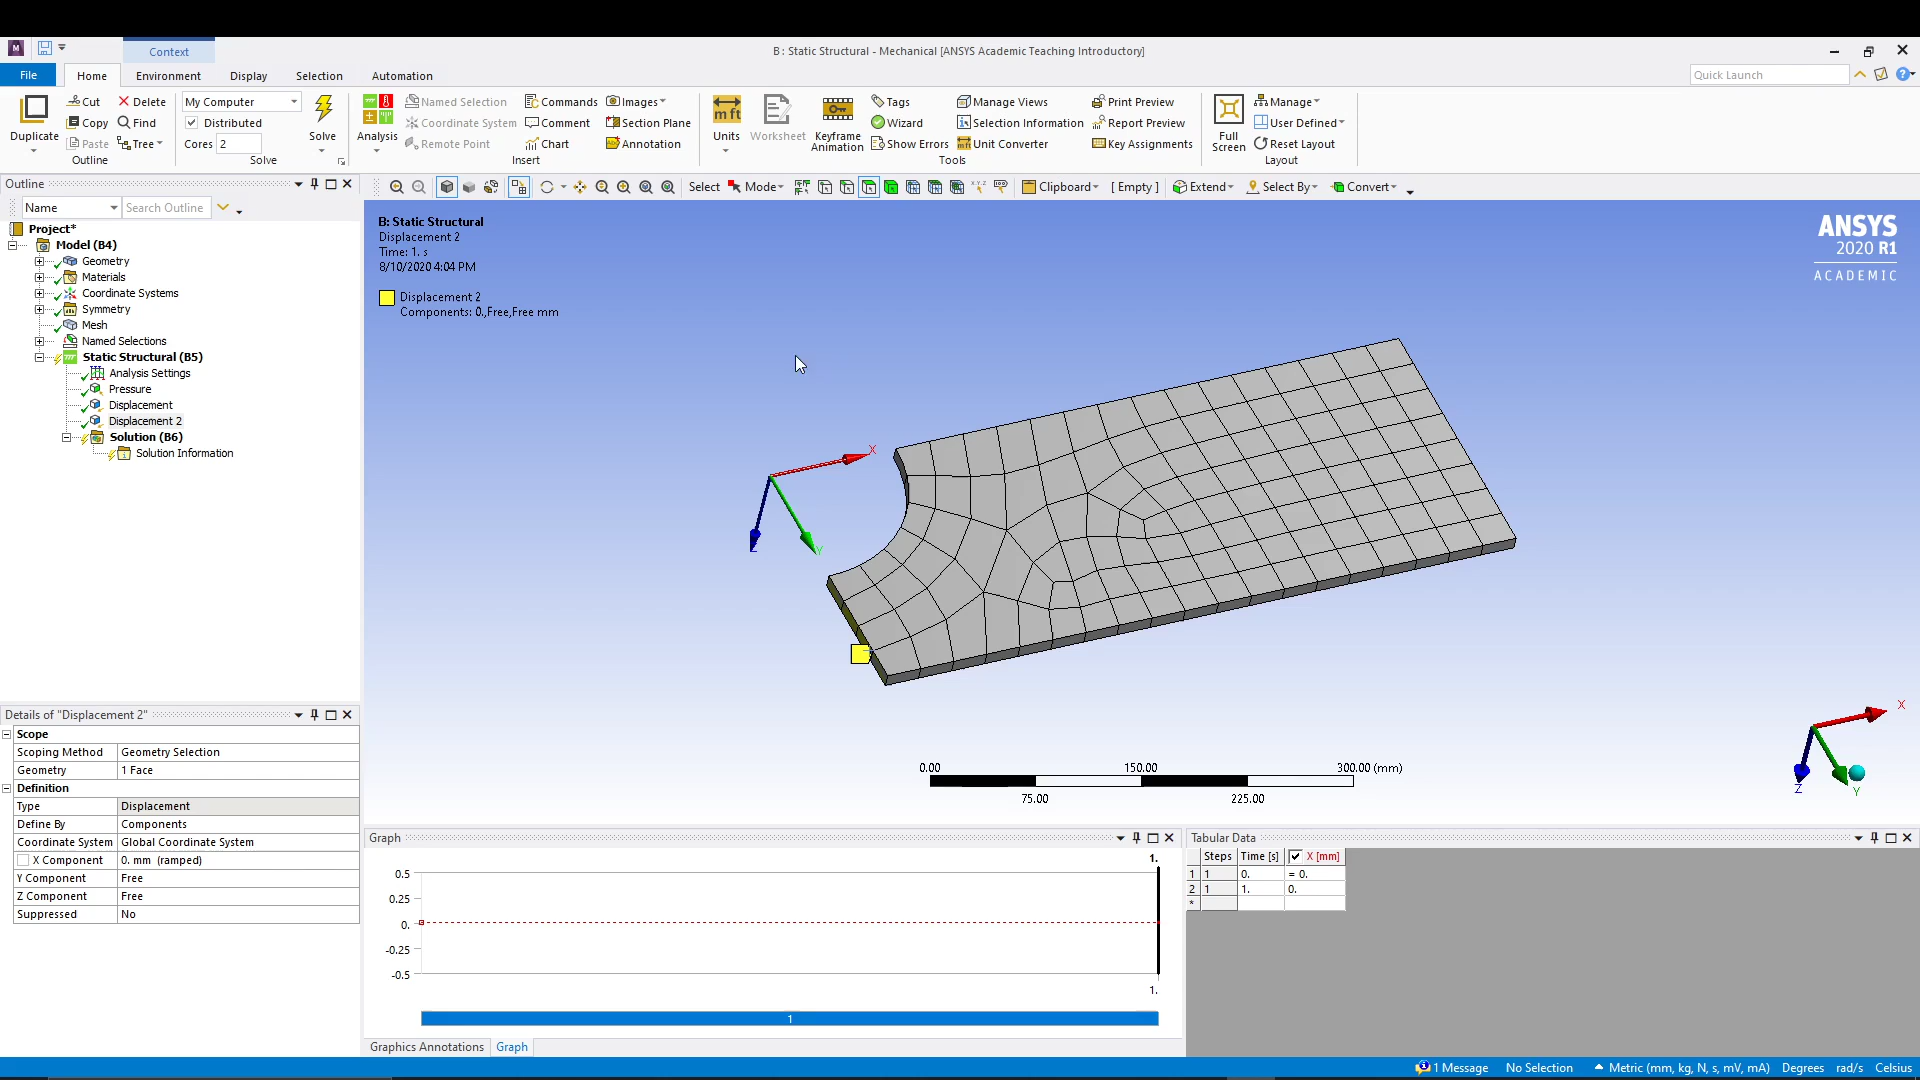 M
Context
B : Static Structural - Mechanical [ANSYS Academic Teaching Introductory]
File
Home
Environment
Display
Selection
Automation
Quick Launch
Duplicate
Cut
Copy
Paste
Delete
Find
Tree
Outline
My Computer
Distributed
Cores 2
Solve
Solve
Analysis
Named Selection
Coordinate System
Remote Point
Commands
Comment
Chart
Images
Section Plane
Annotation
Insert
Units
Worksheet
Keyframe
Animation
Tags
Wizard
Show Errors
Manage Views
Selection Information
Unit Converter
Print Preview
Report Preview
Key Assignments
Tools
Full
Screen
Manage
User Defined
Reset Layout
Layout
Outline
Name
Search Outline
Project*
Model (B4)
Geometry
Materials
Coordinate Systems
Symmetry
Mesh
Named Selections
Static Structural (B5)
Analysis Settings
Pressure
Displacement
Displacement 2
Solution (B6)
Solution Information
Select
Mode
Clipboard
[ Empty ]
Extend
Select By
Convert
B: Static Structural
Displacement 2
Time: 1. s
8/10/2020 4:04 PM
Displacement 2
Components: 0.,Free,Free mm
ANSYS
2020 R1
ACADEMIC
X
Y
Z
0.00
150.00
300.00 (mm)
75.00
225.00
X
Y
Z
Details of "Displacement 2"
Scope
Scoping Method Geometry Selection
Geometry 1 Face
Definition
Type Displacement
Define By Components
Coordinate System Global Coordinate System
X Component 0. mm (ramped)
Y Component Free
Z Component Free
Suppressed No
Graph
1.
0.5
0.25
0.
-0.25
-0.5
1.
1
Graphics Annotations
Graph
Tabular Data
Steps Time [s] X [mm]
1 1 0. = 0.
2 1 1. 0.
*
1 Message
No Selection
Metric (mm, kg, N, s, mV, mA)
Degrees
rad/s
Celsius